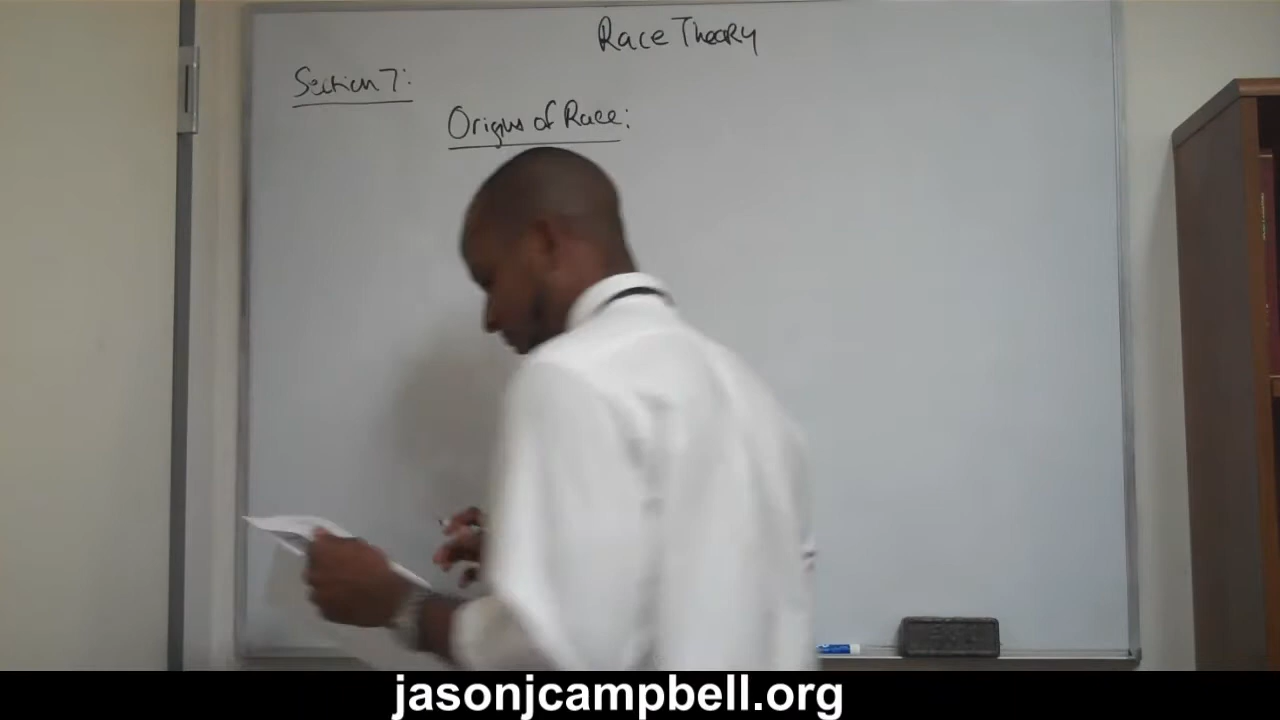 Race Theory
Section 7:
Origins of Race:
jasonjcampbell.org